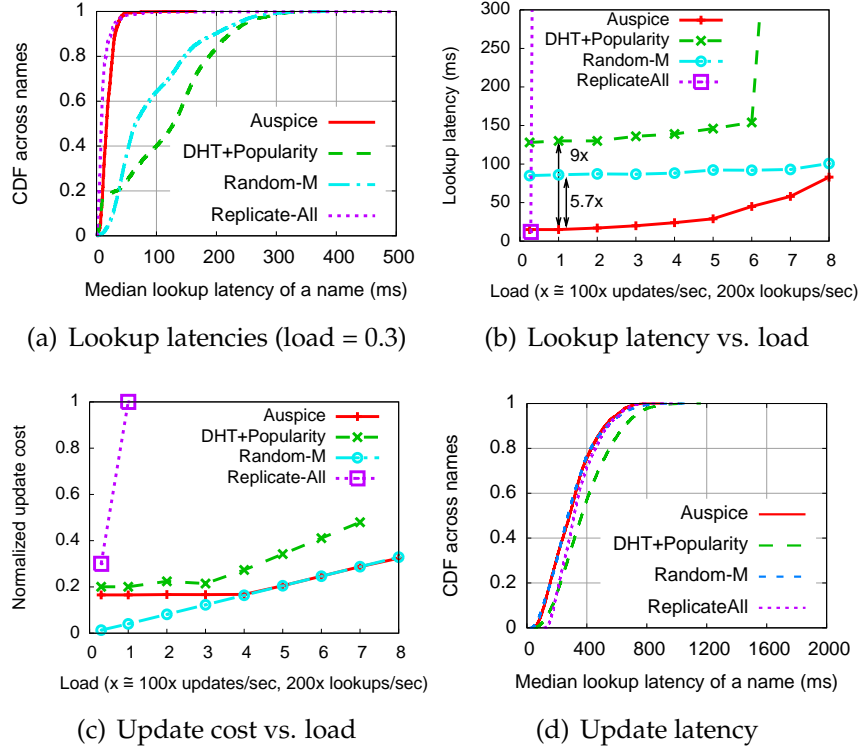 1
0.8
0.6
0.4
0.2
0
CDF across names
Auspice
DHT+Popularity
Random-M
Replicate-All
0 100 200 300 400 500
Median lookup latency of a name (ms)
(a) Lookup latencies (load = 0.3)
300
250
200
150
100
50
0
Lookup latency (ms)
Auspice
DHT+Popularity
Random-M
ReplicateAll
9x
5.7x
0 1 2 3 4 5 6 7 8
Load (x ≅ 100x updates/sec, 200x lookups/sec)
(b) Lookup latency vs. load
1
0.8
0.6
0.4
0.2
0
Normalized update cost
Auspice
DHT+Popularity
Random-M
Replicate-All
0 1 2 3 4 5 6 7 8
Load (x ≅ 100x updates/sec, 200x lookups/sec)
(c) Update cost vs. load
1
0.8
0.6
0.4
0.2
0
CDF across names
Auspice
DHT+Popularity
Random-M
ReplicateAll
0 400 800 1200 1600 2000
Median lookup latency of a name (ms)
(d) Update latency